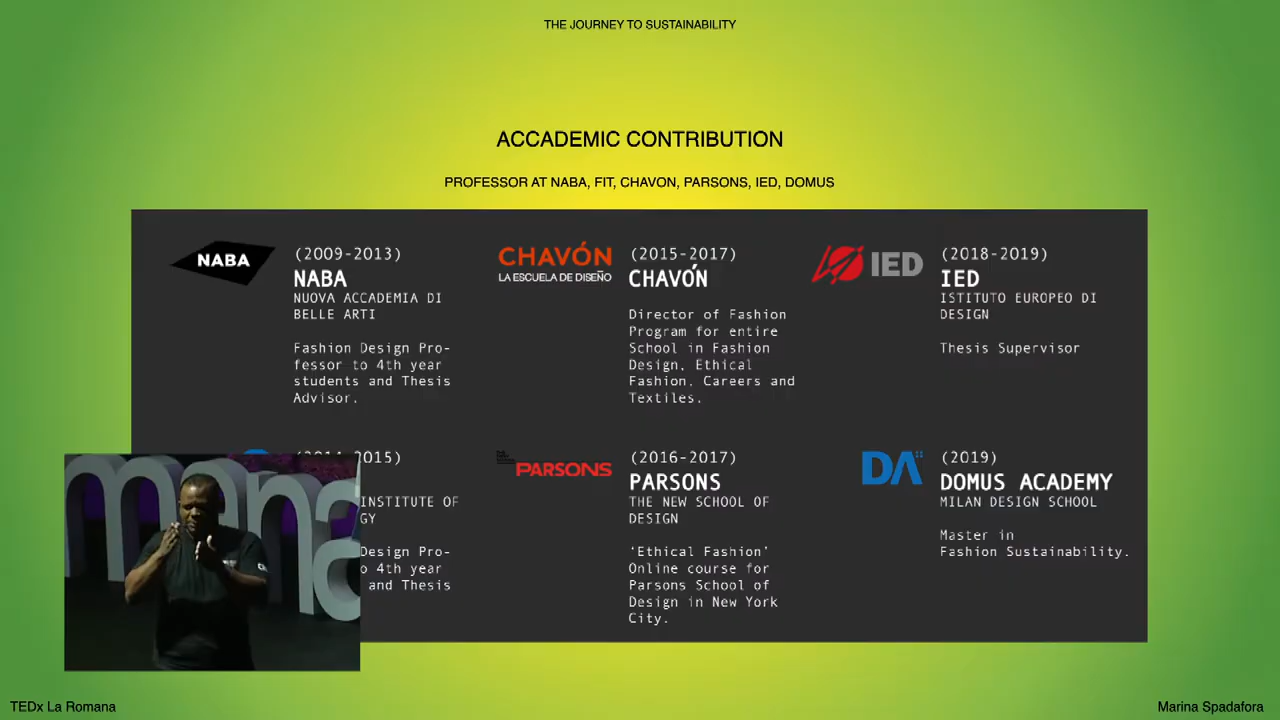 THE JOURNEY TO SUSTAINABILITY
ACCADEMIC CONTRIBUTION
PROFESSOR AT NABA, FIT, CHAVON, PARSONS, IED, DOMUS
NABA
(2009-2013)
NABA
NUOVA ACCADEMIA DI
BELLE ARTI
Fashion Design Pro-
fessor to 4th year
students and Thesis
Advisor.
CHAVÓN
LA ESCUELA DE DISEÑO
(2015-2017)
CHAVÓN
Director of Fashion
Program for entire
School in Fashion
Design, Ethical
Fashion, Careers and
Textiles.
IED
(2018-2019)
IED
ISTITUTO EUROPEO DI
DESIGN
Thesis Supervisor
(2014-2015)
INSTITUTE OF
GY
Design Pro-
o 4th year
and Thesis
PARSONS
(2016-2017)
PARSONS
THE NEW SCHOOL OF
DESIGN
‘Ethical Fashion’
Online course for
Parsons School of
Design in New York
City.
DA
(2019)
DOMUS ACADEMY
MILAN DESIGN SCHOOL
Master in
Fashion Sustainability.
TEDx La Romana
Marina Spadafora